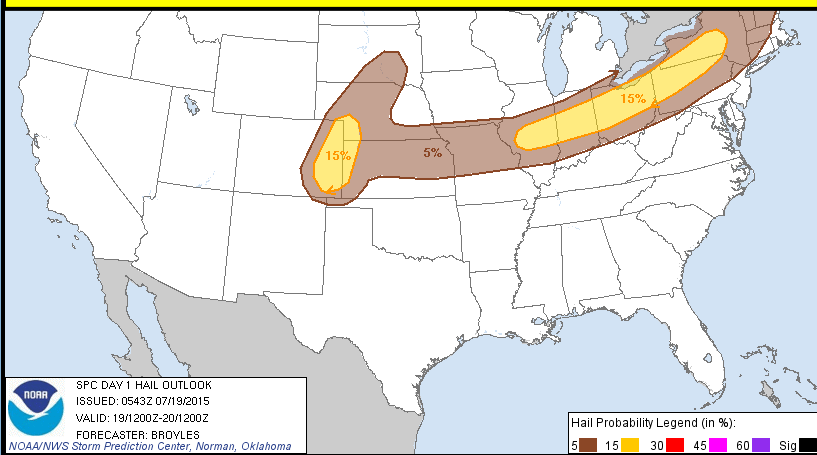 15%
15%
5%
NOAA
SPC DAY 1 HAIL OUTLOOK
ISSUED: 0543Z 07/19/2015
VALID: 19/1200Z-20/1200Z
FORECASTER: BROYLES
NOAA/NWS Storm Prediction Center, Norman, Oklahoma
Hail Probability Legend (in %):
5 15 30 45 60 Sig